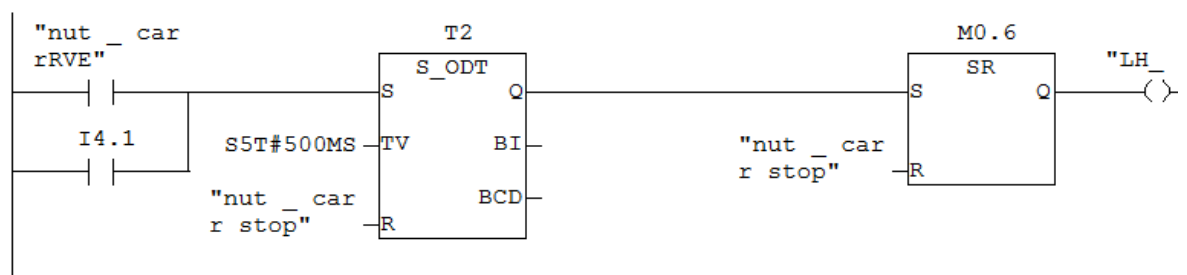 "nut _ car
rRVE"
T2
M0.6
S_ODT
SR
"LH_
S
Q
S
Q
I4.1
S5T#500MS
TV
BI
"nut _ car
r stop"
R
"nut _ car
r stop"
BCD
R